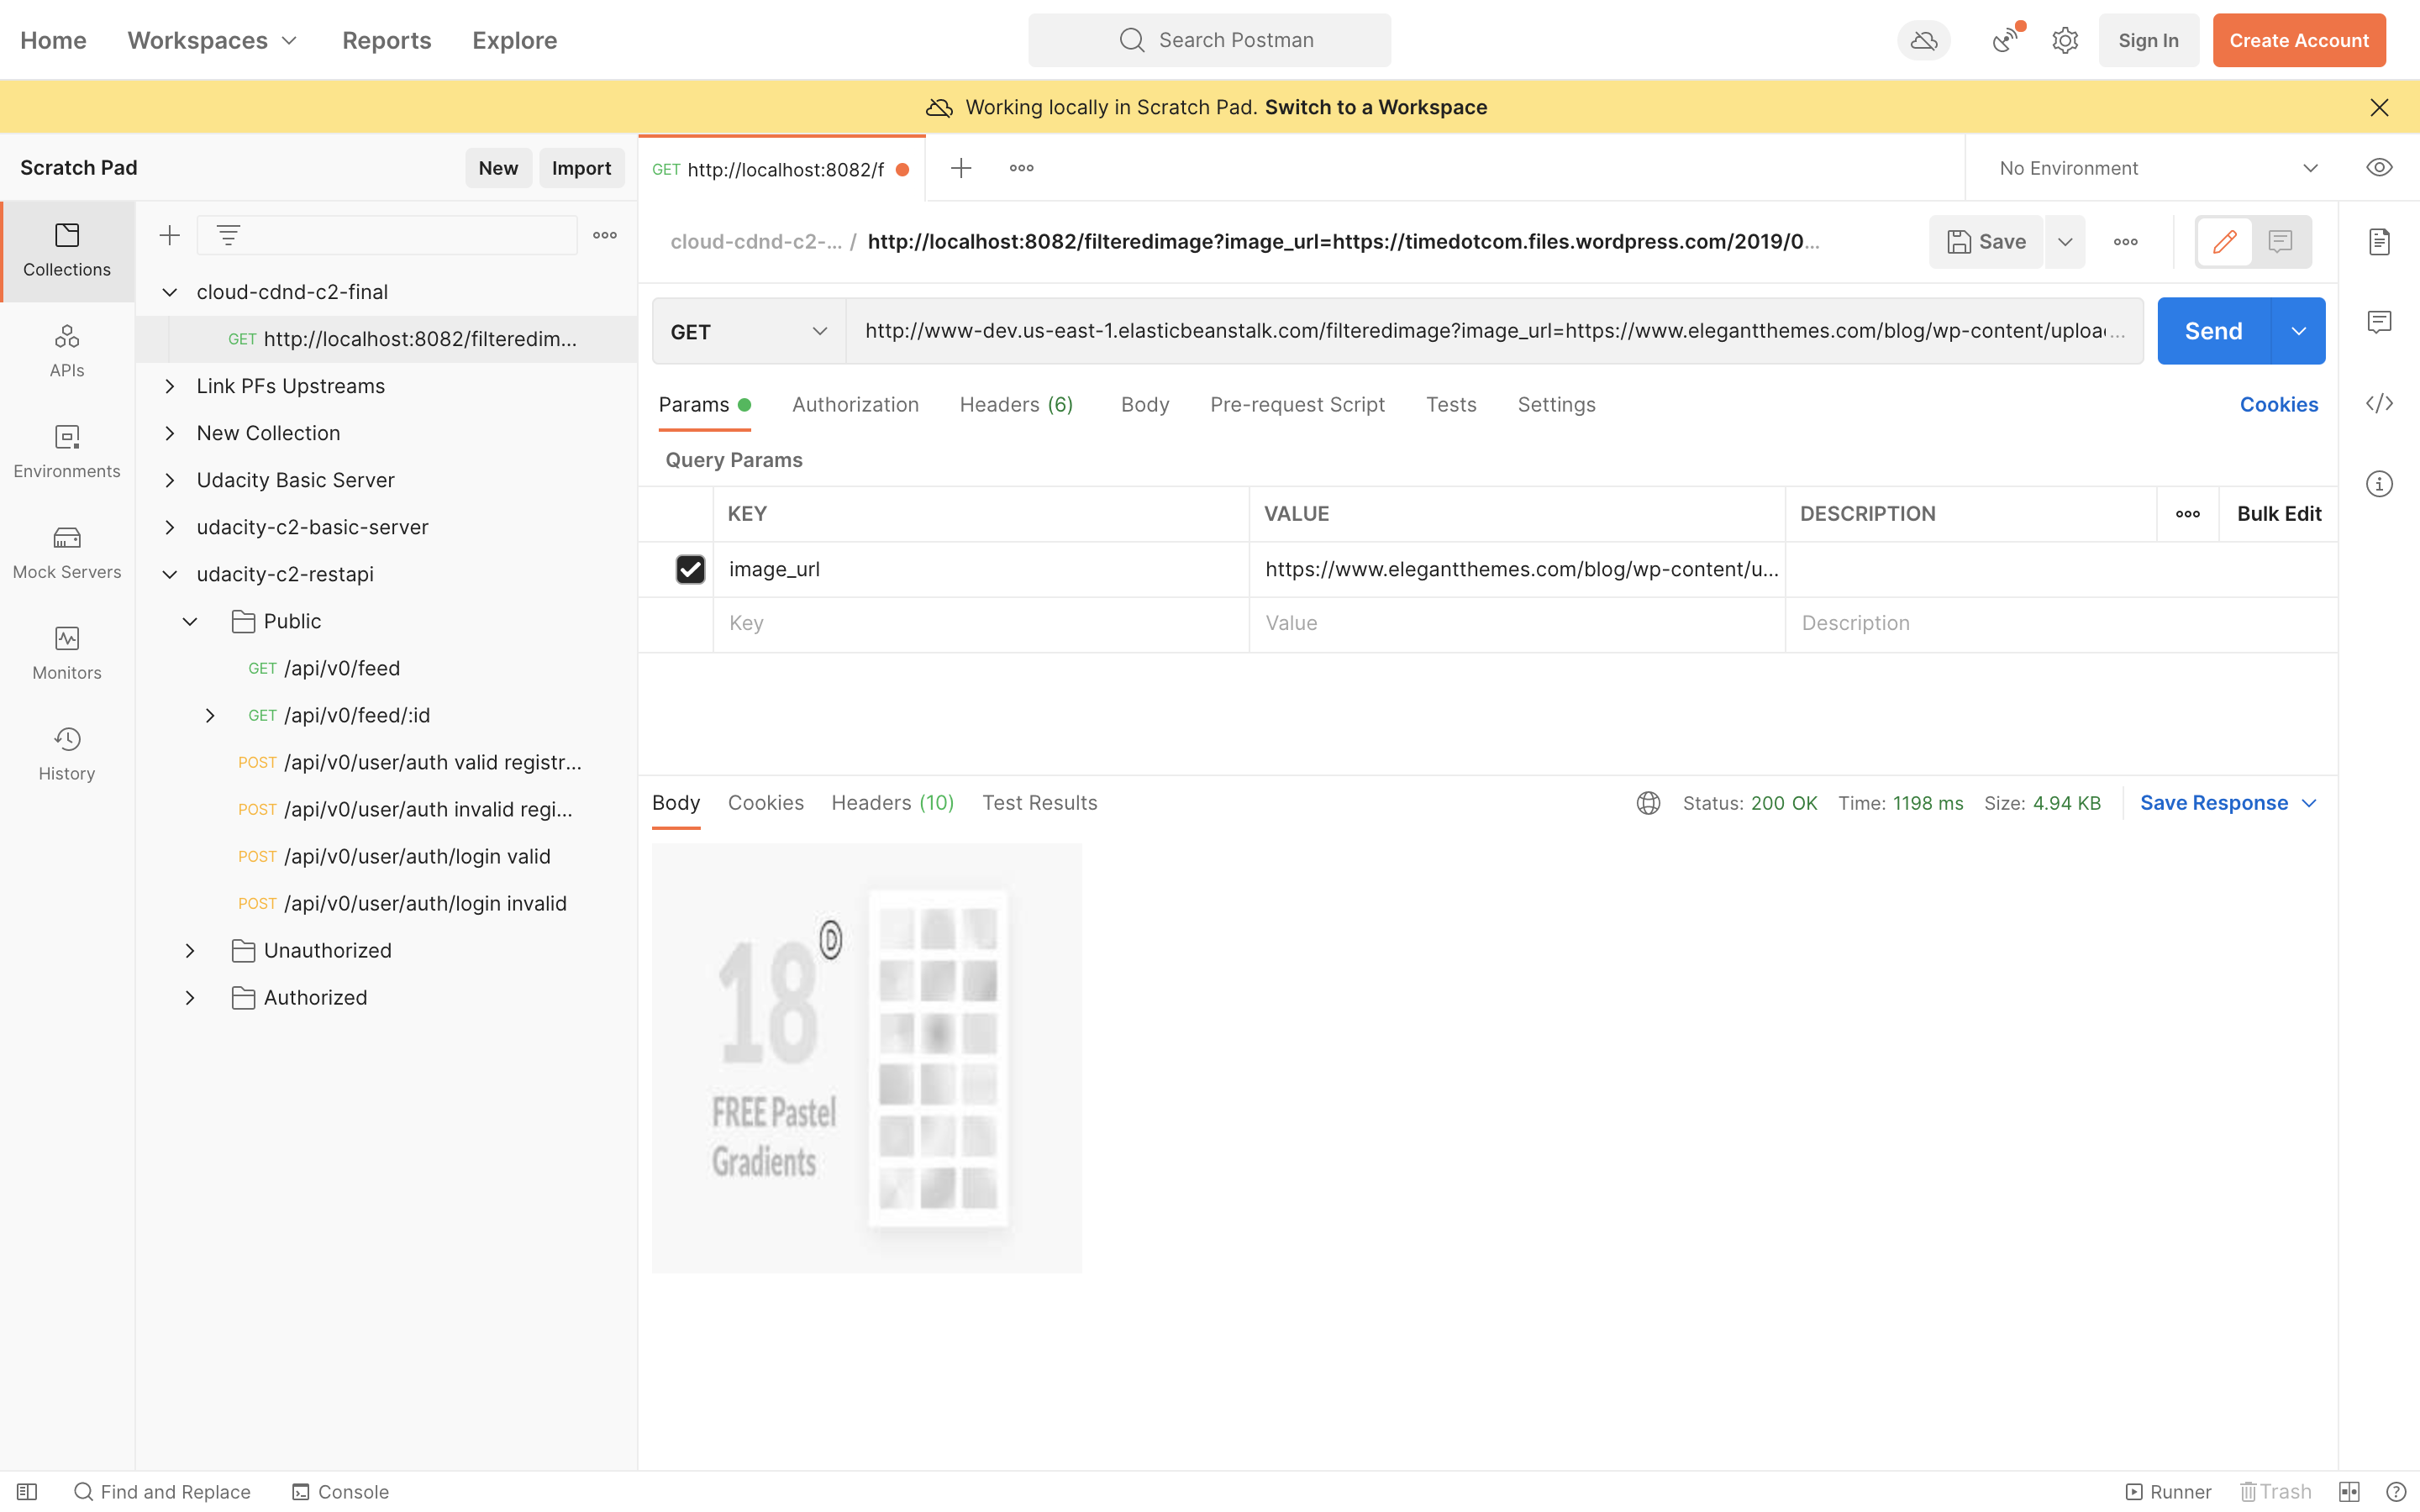 Home Workspaces Reports Explore Search Postman Sign In Create Account
Working locally in Scratch Pad. Switch to a Workspace
Scratch Pad New Import GET http://localhost:8082/f No Environment
Collections
cloud-cdnd-c2-... / http://localhost:8082/filteredimage?image_url=https://timedotcom.files.wordpress.com/2019/0... Save
cloud-cdnd-c2-final
GET http://localhost:8082/filteredim...
GET http://www-dev.us-east-1.elasticbeanstalk.com/filteredimage?image_url=https://www.elegantthemes.com/blog/wp-content/uploa... Send
APIs
Link PFs Upstreams
Params Authorization Headers (6) Body Pre-request Script Tests Settings Cookies
New Collection
Query Params
Environments
Udacity Basic Server
KEY VALUE DESCRIPTION Bulk Edit
udacity-c2-basic-server
Mock Servers
udacity-c2-restapi
image_url https://www.elegantthemes.com/blog/wp-content/u...
Public
Key Value Description
Monitors
GET /api/v0/feed
GET /api/v0/feed/:id
History
POST /api/v0/user/auth valid registr...
POST /api/v0/user/auth invalid regi...
POST /api/v0/user/auth/login valid
POST /api/v0/user/auth/login invalid
Unauthorized
Authorized
Body Cookies Headers (10) Test Results Status: 200 OK Time: 1198 ms Size: 4.94 KB Save Response
18 D
FREE Pastel
Gradients
Find and Replace Console Runner Trash